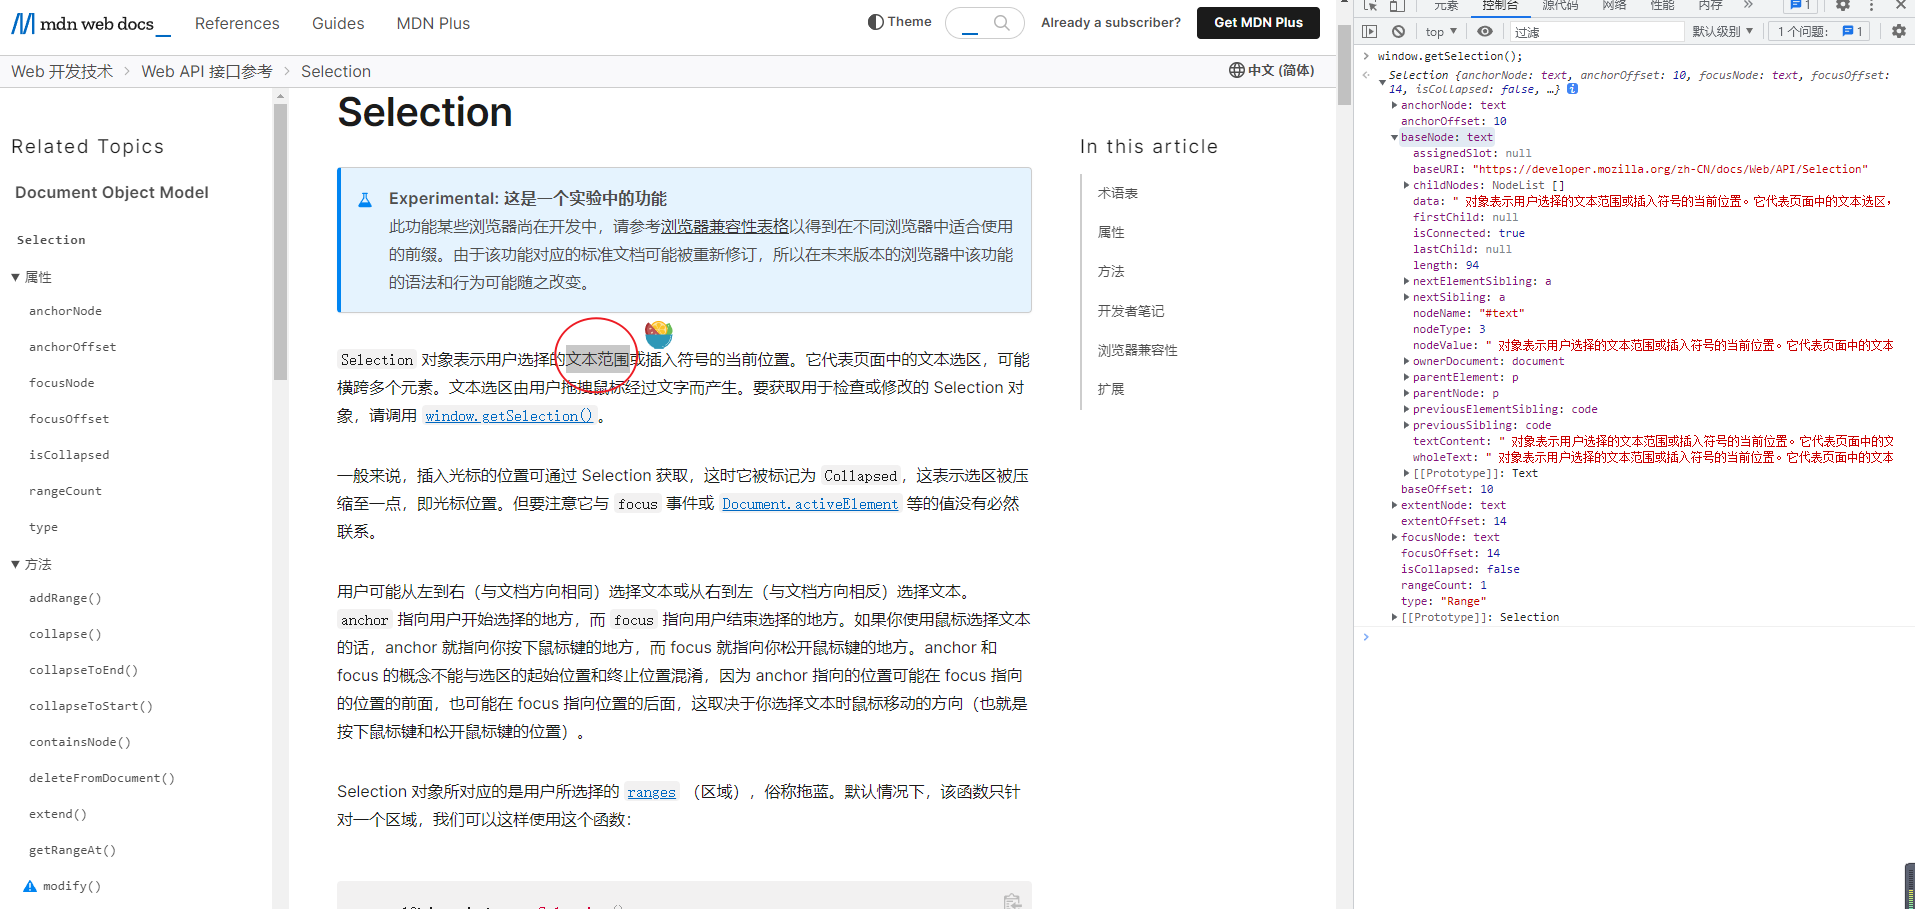 mdn web docs_
References
Guides
MDN Plus
Theme
Already a subscriber?
Get MDN Plus
Web 开发技术
Web API 接口参考
Selection
中文 (简体)
Related Topics
Document Object Model
Selection
属性
anchorNode
anchorOffset
focusNode
focusOffset
isCollapsed
rangeCount
type
方法
addRange()
collapse()
collapseToEnd()
collapseToStart()
containsNode()
deleteFromDocument()
extend()
getRangeAt()
modify()
Selection
Experimental: 这是一个实验中的功能
此功能某些浏览器尚在开发中，请参考浏览器兼容性表格以得到在不同浏览器中适合使用
的前缀。由于该功能对应的标准文档可能被重新修订，所以在未来版本的浏览器中该功能
的语法和行为可能随之改变。
Selection 对象表示用户选择的文本范围或插入符号的当前位置。它代表页面中的文本选区，可能
横跨多个元素。文本选区由用户拖拽鼠标经过文字而产生。要获取用于检查或修改的 Selection 对
象，请调用 window.getSelection() 。
一般来说，插入光标的位置可通过 Selection 获取，这时它被标记为 Collapsed ，这表示选区被压
缩至一点，即光标位置。但要注意它与 focus 事件或 Document.activeElement 等的值没有必然
联系。
用户可能从左到右（与文档方向相同）选择文本或从右到左（与文档方向相反）选择文本。
anchor 指向用户开始选择的地方，而 focus 指向用户结束选择的地方。如果你使用鼠标选择文本
的话，anchor 就指向你按下鼠标键的地方，而 focus 就指向你松开鼠标键的地方。anchor 和
focus 的概念不能与选区的起始位置和终止位置混淆，因为 anchor 指向的位置可能在 focus 指向
的位置的前面，也可能在 focus 指向位置的后面，这取决于你选择文本时鼠标移动的方向（也就是
按下鼠标键和松开鼠标键的位置）。
Selection 对象所对应的是用户所选择的 ranges （区域），俗称拖蓝。默认情况下，该函数只针
对一个区域，我们可以这样使用这个函数：
In this article
术语表
属性
方法
开发者笔记
浏览器兼容性
扩展
元素
控制台
源代码
网络
性能
内存
1
top
过滤
默认级别
1 个问题:
1
window.getSelection();
Selection {anchorNode: text, anchorOffset: 10, focusNode: text, focusOffset:
14, isCollapsed: false, …}
anchorNode: text
anchorOffset: 10
baseNode: text
assignedSlot: null
baseURI: "https://developer.mozilla.org/zh-CN/docs/Web/API/Selection"
childNodes: NodeList []
data: " 对象表示用户选择的文本范围或插入符号的当前位置。它代表页面中的文本选区，
firstChild: null
isConnected: true
lastChild: null
length: 94
nextElementSibling: a
nextSibling: a
nodeName: "#text"
nodeType: 3
nodeValue: " 对象表示用户选择的文本范围或插入符号的当前位置。它代表页面中的文本
ownerDocument: document
parentElement: p
parentNode: p
previousElementSibling: code
previousSibling: code
textContent: " 对象表示用户选择的文本范围或插入符号的当前位置。它代表页面中的文
wholeText: " 对象表示用户选择的文本范围或插入符号的当前位置。它代表页面中的文本
[[Prototype]]: Text
baseOffset: 10
extentNode: text
extentOffset: 14
focusNode: text
focusOffset: 14
isCollapsed: false
rangeCount: 1
type: "Range"
[[Prototype]]: Selection